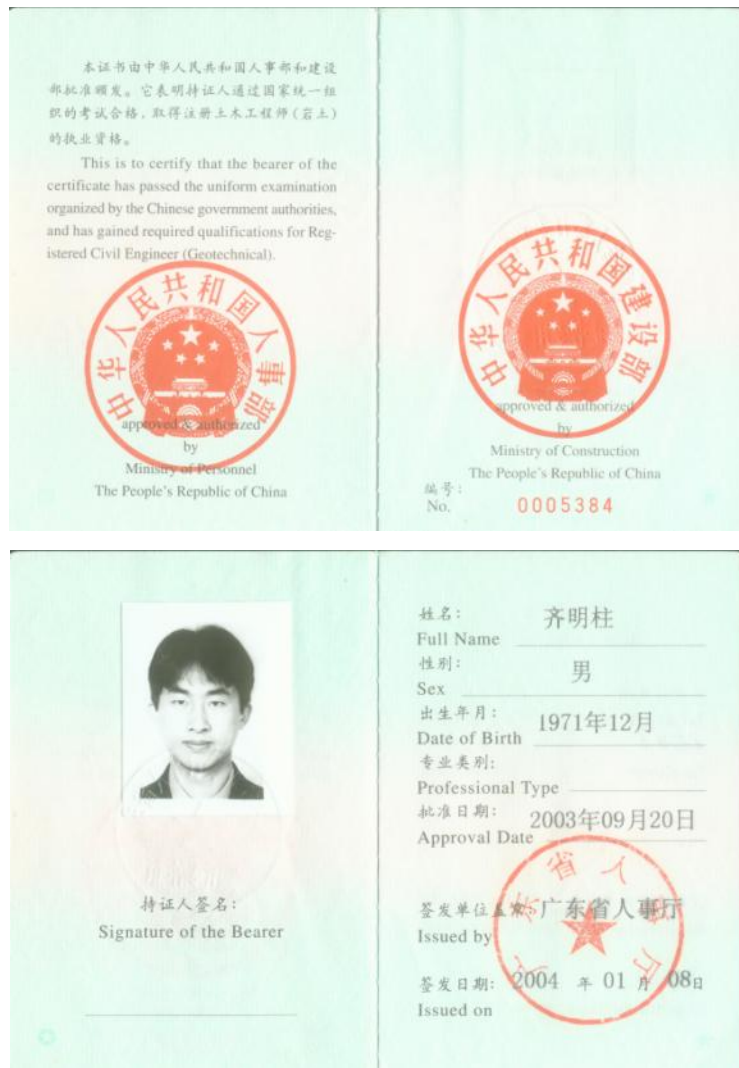 本证书由中华人民共和国人事部和建设
部批准颁发。它表明持证人通过国家统一组
织的考试合格，取得注册土木工程师（岩土）
的执业资格。
This is to certify that the bearer of the
certificate has passed the uniform examination
organized by the Chinese government authorities,
and has gained required qualifications for Reg-
istered Civil Engineer (Geotechnical).
中华人民共和国人事部
approved & authorized
by
Ministry of Personnel
The People's Republic of China
中华人民共和国建设部
approved & authorized
by
Ministry of Construction
The People's Republic of China
编号：
No. 0005384
持证人签名：
Signature of the Bearer
姓名： 齐明柱
Full Name
性别： 男
Sex
出生年月： 1971年12月
Date of Birth
专业类别：
Professional Type
批准日期： 2003年09月20日
Approval Date
签发单位盖章 广东省人事厅
Issued by
广东省人事厅
签发日期： 2004 年 01 月 08日
Issued on